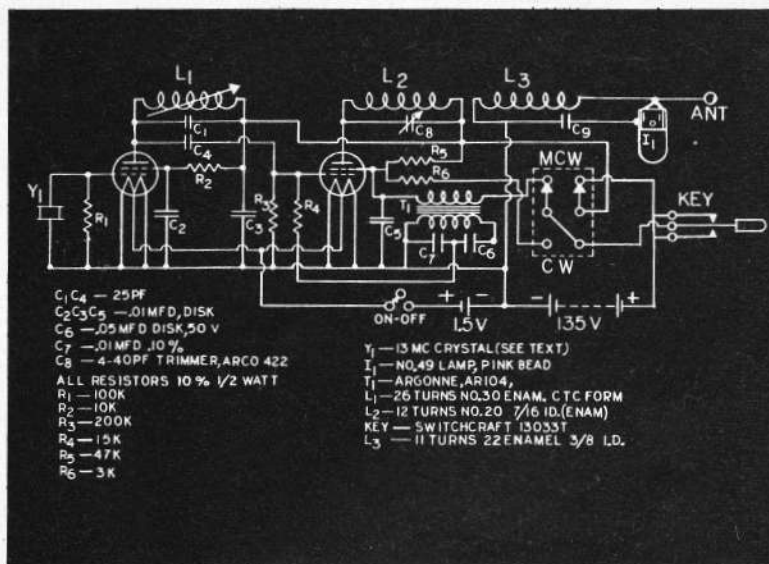 L1
L2
L3
C1
C4
C8
C9
ANT
I1
R5
R6
MCW
KEY
Y1
R1
R2
R3
R4
T1
C2
C3
C5
C7
C6
CW
ON-OFF
+ -
1.5V
- +
135V
C1C4 — 25PF
C2C3C5 — .01MFD, DISK
C6 — .05MFD DISK, 50 V
C7 — .01MFD .10%
C8 — 4-40PF TRIMMER, ARCO 422
ALL RESISTORS 10% 1/2 WATT
R1 — 100K
R2 — 10K
R3 — 200K
R4 — 15K
R5 — 47K
R6 — 3K
Y1 — 13 MC CRYSTAL (SEE TEXT)
I1 — NO.49 LAMP, PINK BEAD
T1 — ARGONNE, AR104,
L1 — 26 TURNS NO.30 ENAM. CTC FORM
L2 — 12 TURNS NO.20 7/16 ID.(ENAM)
KEY — SWITCHCRAFT 13033T
L3 — 11 TURNS 22 ENAMEL 3/8 I.D.